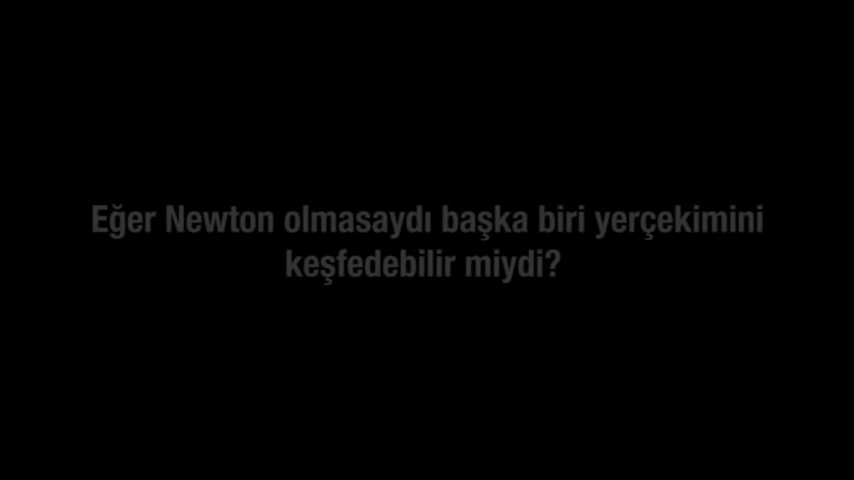 Eğer Newton olmasaydı başka biri yerçekimini
keşfedebilir miydi?